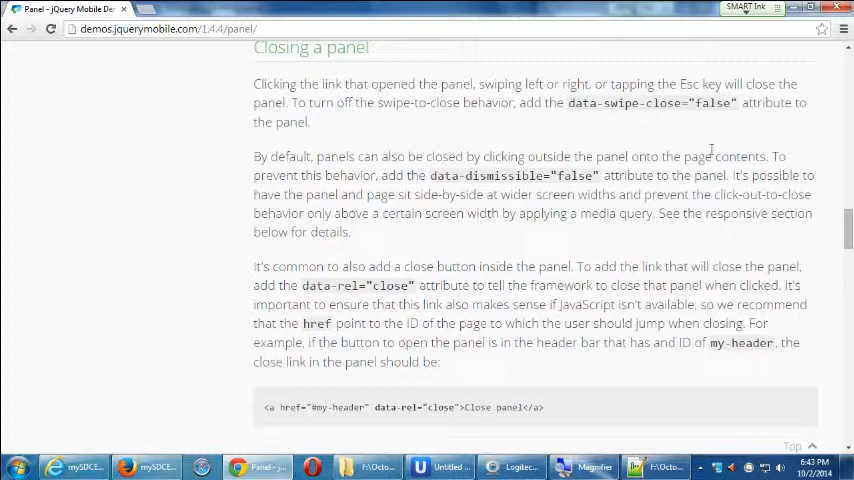 Panel - jQuery Mobile De
SMART Ink
demos.jquerymobile.com/1.4.4/panel/
Closing a panel
Clicking the link that opened the panel, swiping left or right, or tapping the Esc key will close the
panel. To turn off the swipe-to-close behavior, add the data-swipe-close="false" attribute to
the panel.
By default, panels can also be closed by clicking outside the panel onto the page contents. To
prevent this behavior, add the data-dismissible="false" attribute to the panel. It's possible to
have the panel and page sit side-by-side at wider screen widths and prevent the click-out-to-close
behavior only above a certain screen width by applying a media query. See the responsive section
below for details.
It's common to also add a close button inside the panel. To add the link that will close the panel,
add the data-rel="close" attribute to tell the framework to close that panel when clicked. It's
important to ensure that this link also makes sense if JavaScript isn't available, so we recommend
that the href point to the ID of the page to which the user should jump when closing. For
example, if the button to open the panel is in the header bar that has and ID of my-header, the
close link in the panel should be:
<a href="#my-header" data-rel="close">Close panel</a>
Top
mySDCE... mySDCE... Panel - j... F:\Octo... Untitled ... Logitec... Magnifier F:\Octo...
6:43 PM
10/2/2014